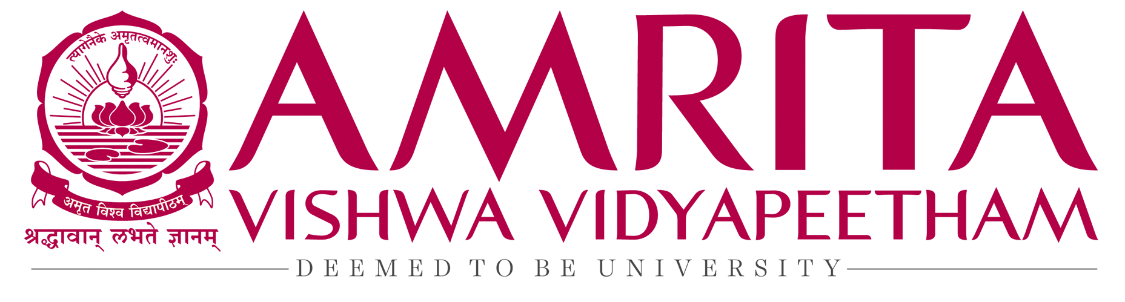 त्यागेनैके अमृतत्वमानशुः
अमृत विश्व विद्यापीठम्
श्रद्धावान् लभते ज्ञानम्
AMRITA
VISHWA VIDYAPEETHAM
DEEMED TO BE UNIVERSITY